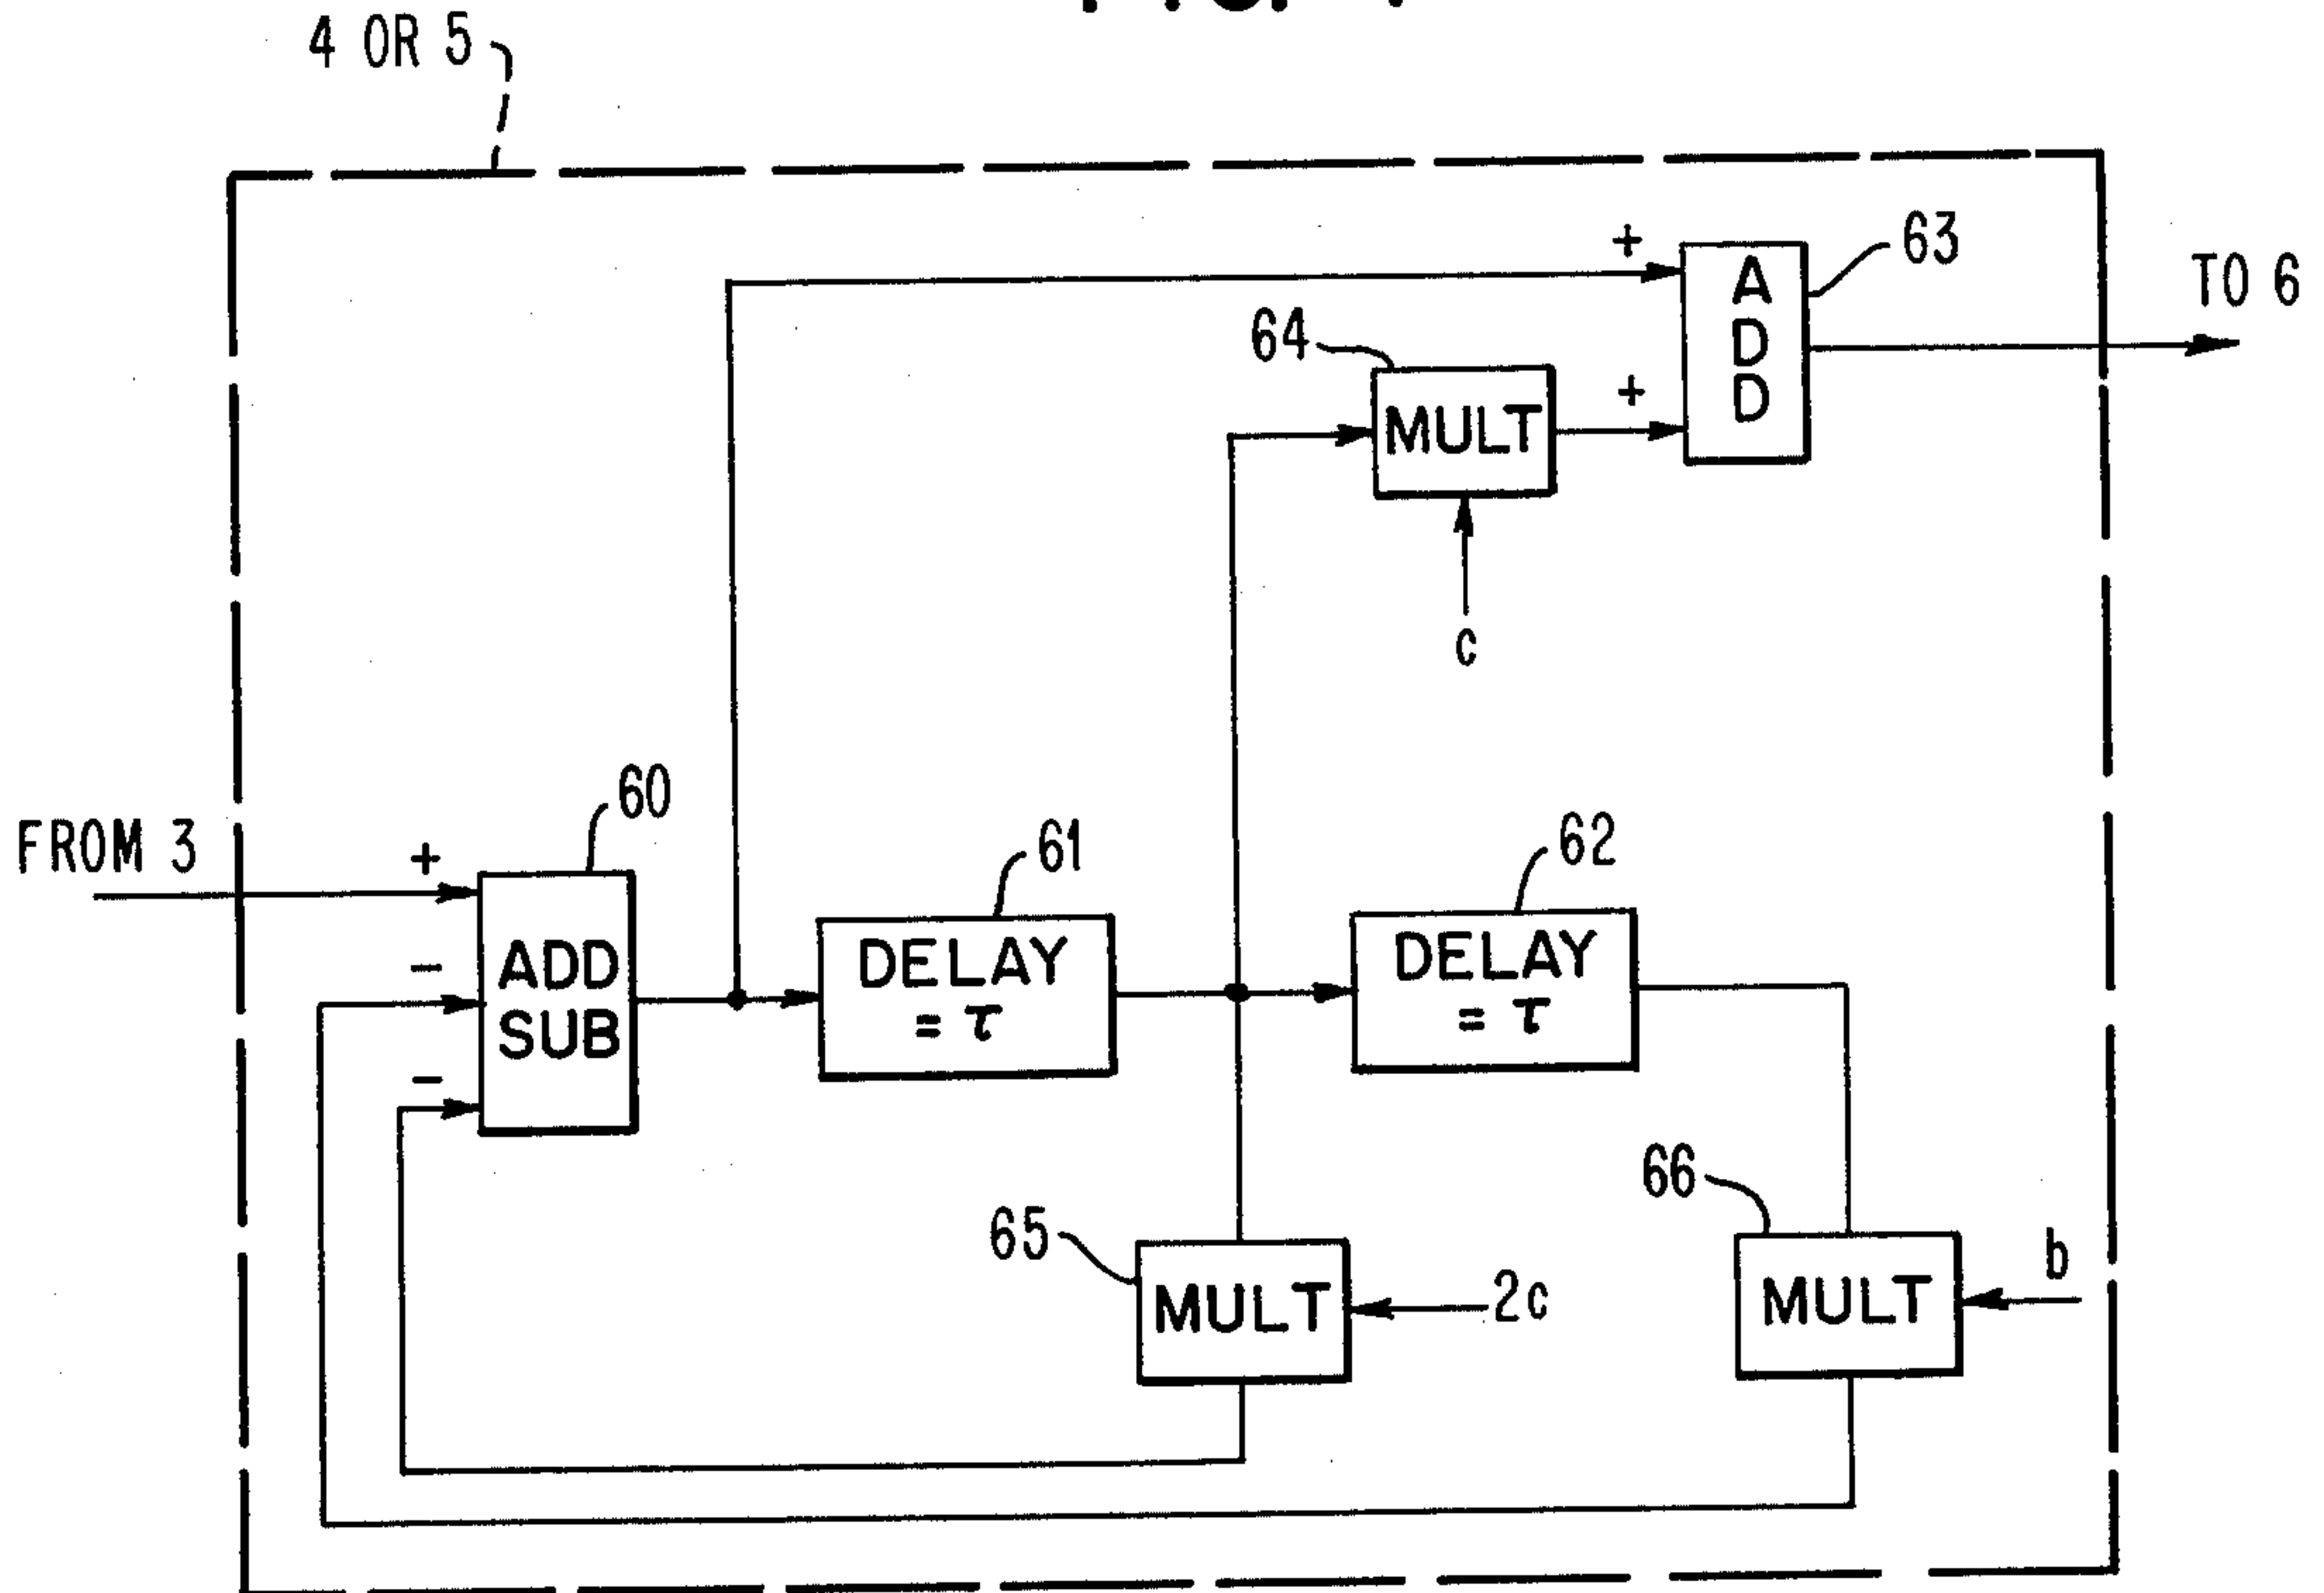 4 OR 5
+
63
A
D
D
TO 6
64
MULT
+
c
60
FROM 3
+
-
-
ADD
SUB
61
DELAY
= τ
62
DELAY
= τ
65
MULT
2c
66
MULT
b